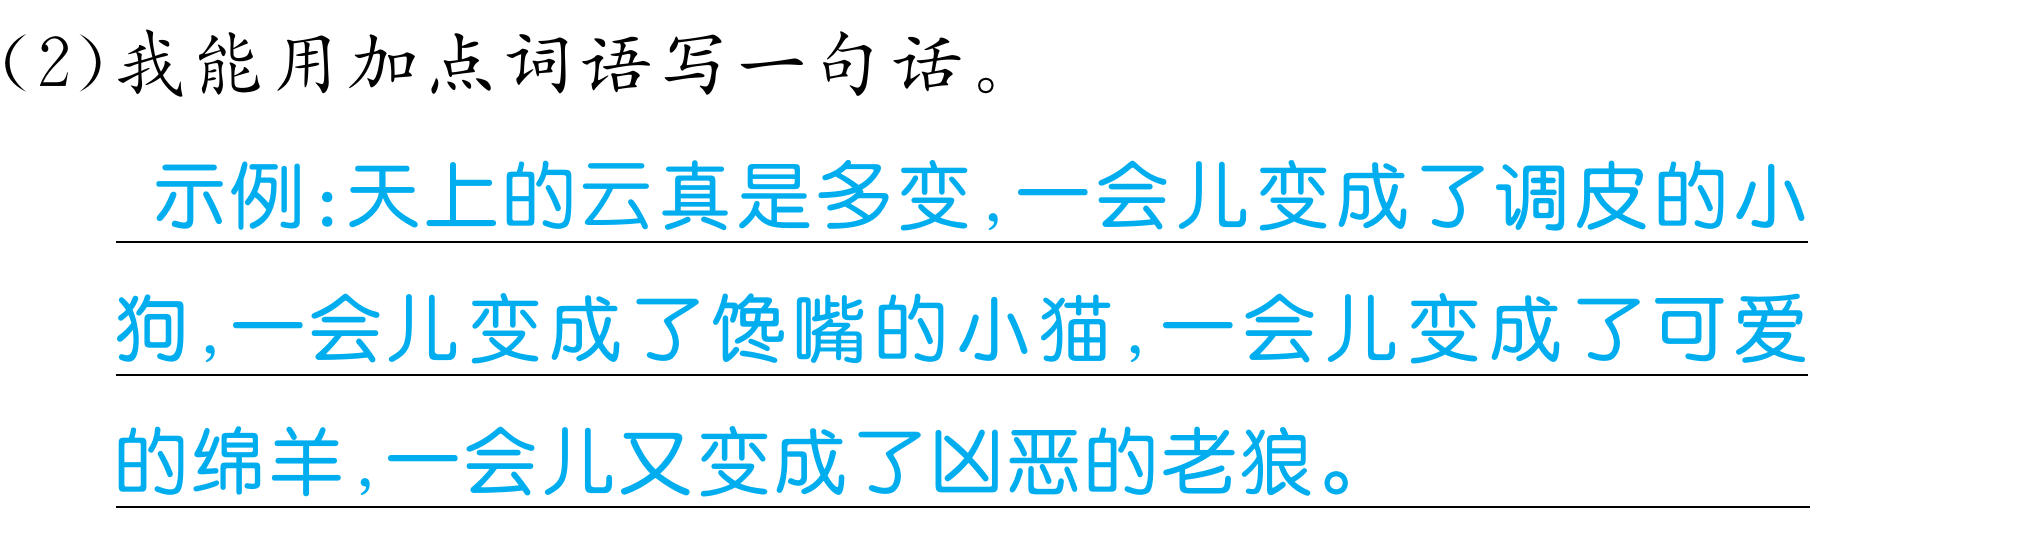 (2)我能用加点词语写一句话。
示例:天上的云真是多变,一会儿变成了调皮的小
狗,一会儿变成了馋嘴的小猫,一会儿变成了可爱
的绵羊,一会儿又变成了凶恶的老狼。